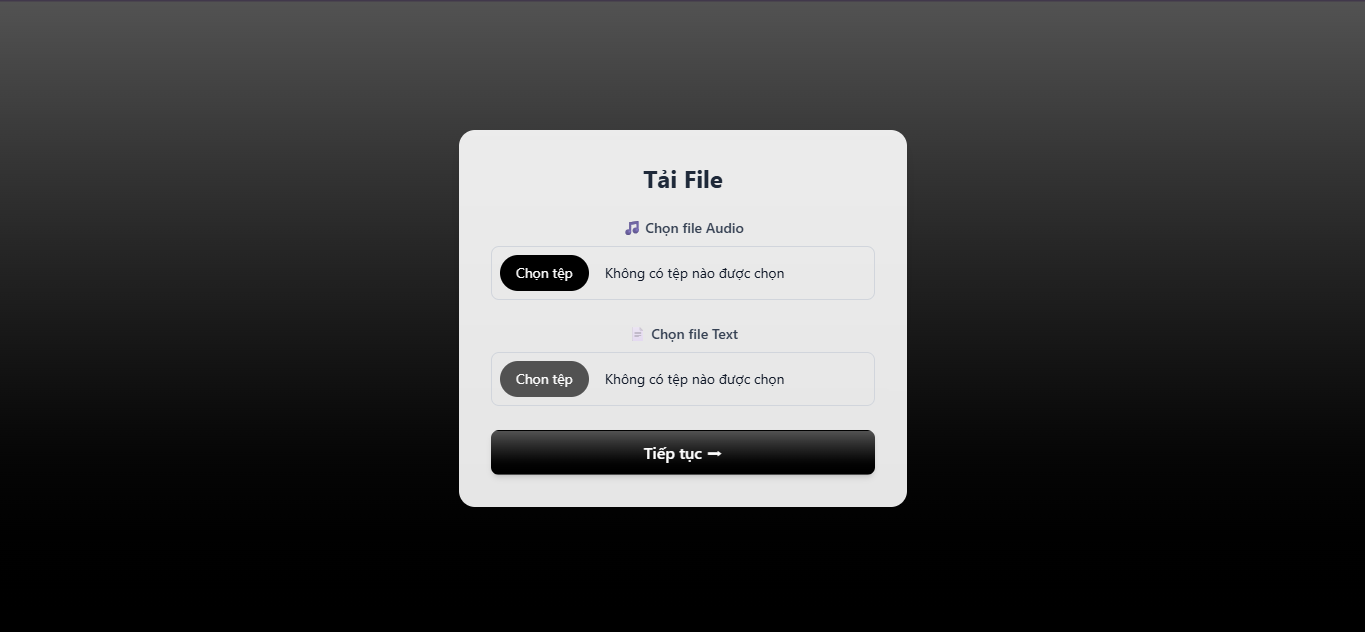 Tải File
🎵 Chọn file Audio
Chọn tệp Không có tệp nào được chọn
📄 Chọn file Text
Chọn tệp Không có tệp nào được chọn
Tiếp tục ➞